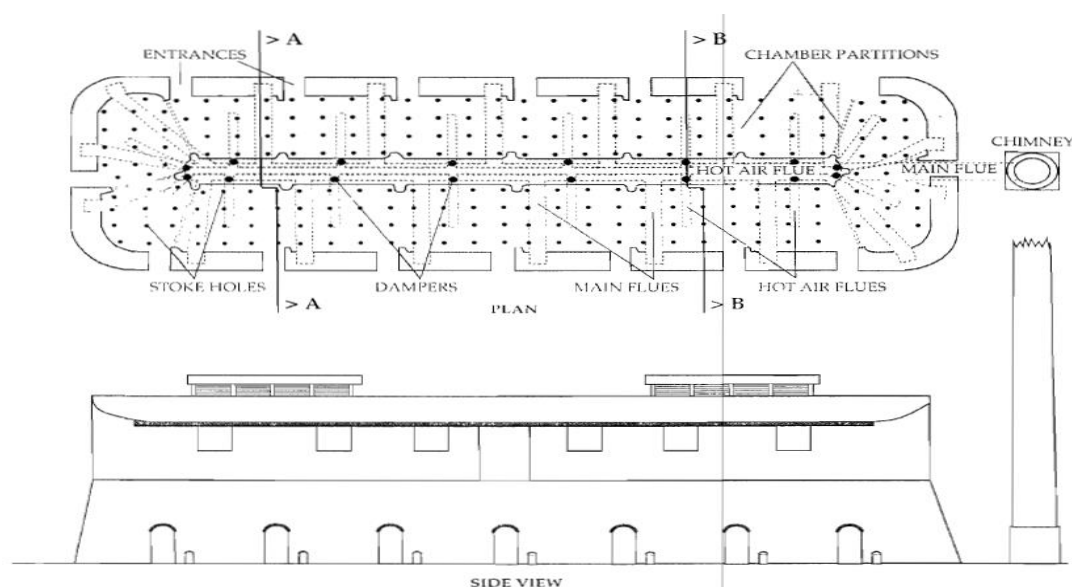 > A
> B
ENTRANCES
CHAMBER PARTITIONS
CHIMNEY
HOT AIR FLUE
MAIN FLUE
STOKE HOLES
DAMPERS
MAIN FLUES
HOT AIR FLUES
> A
> B
PLAN
SIDE VIEW